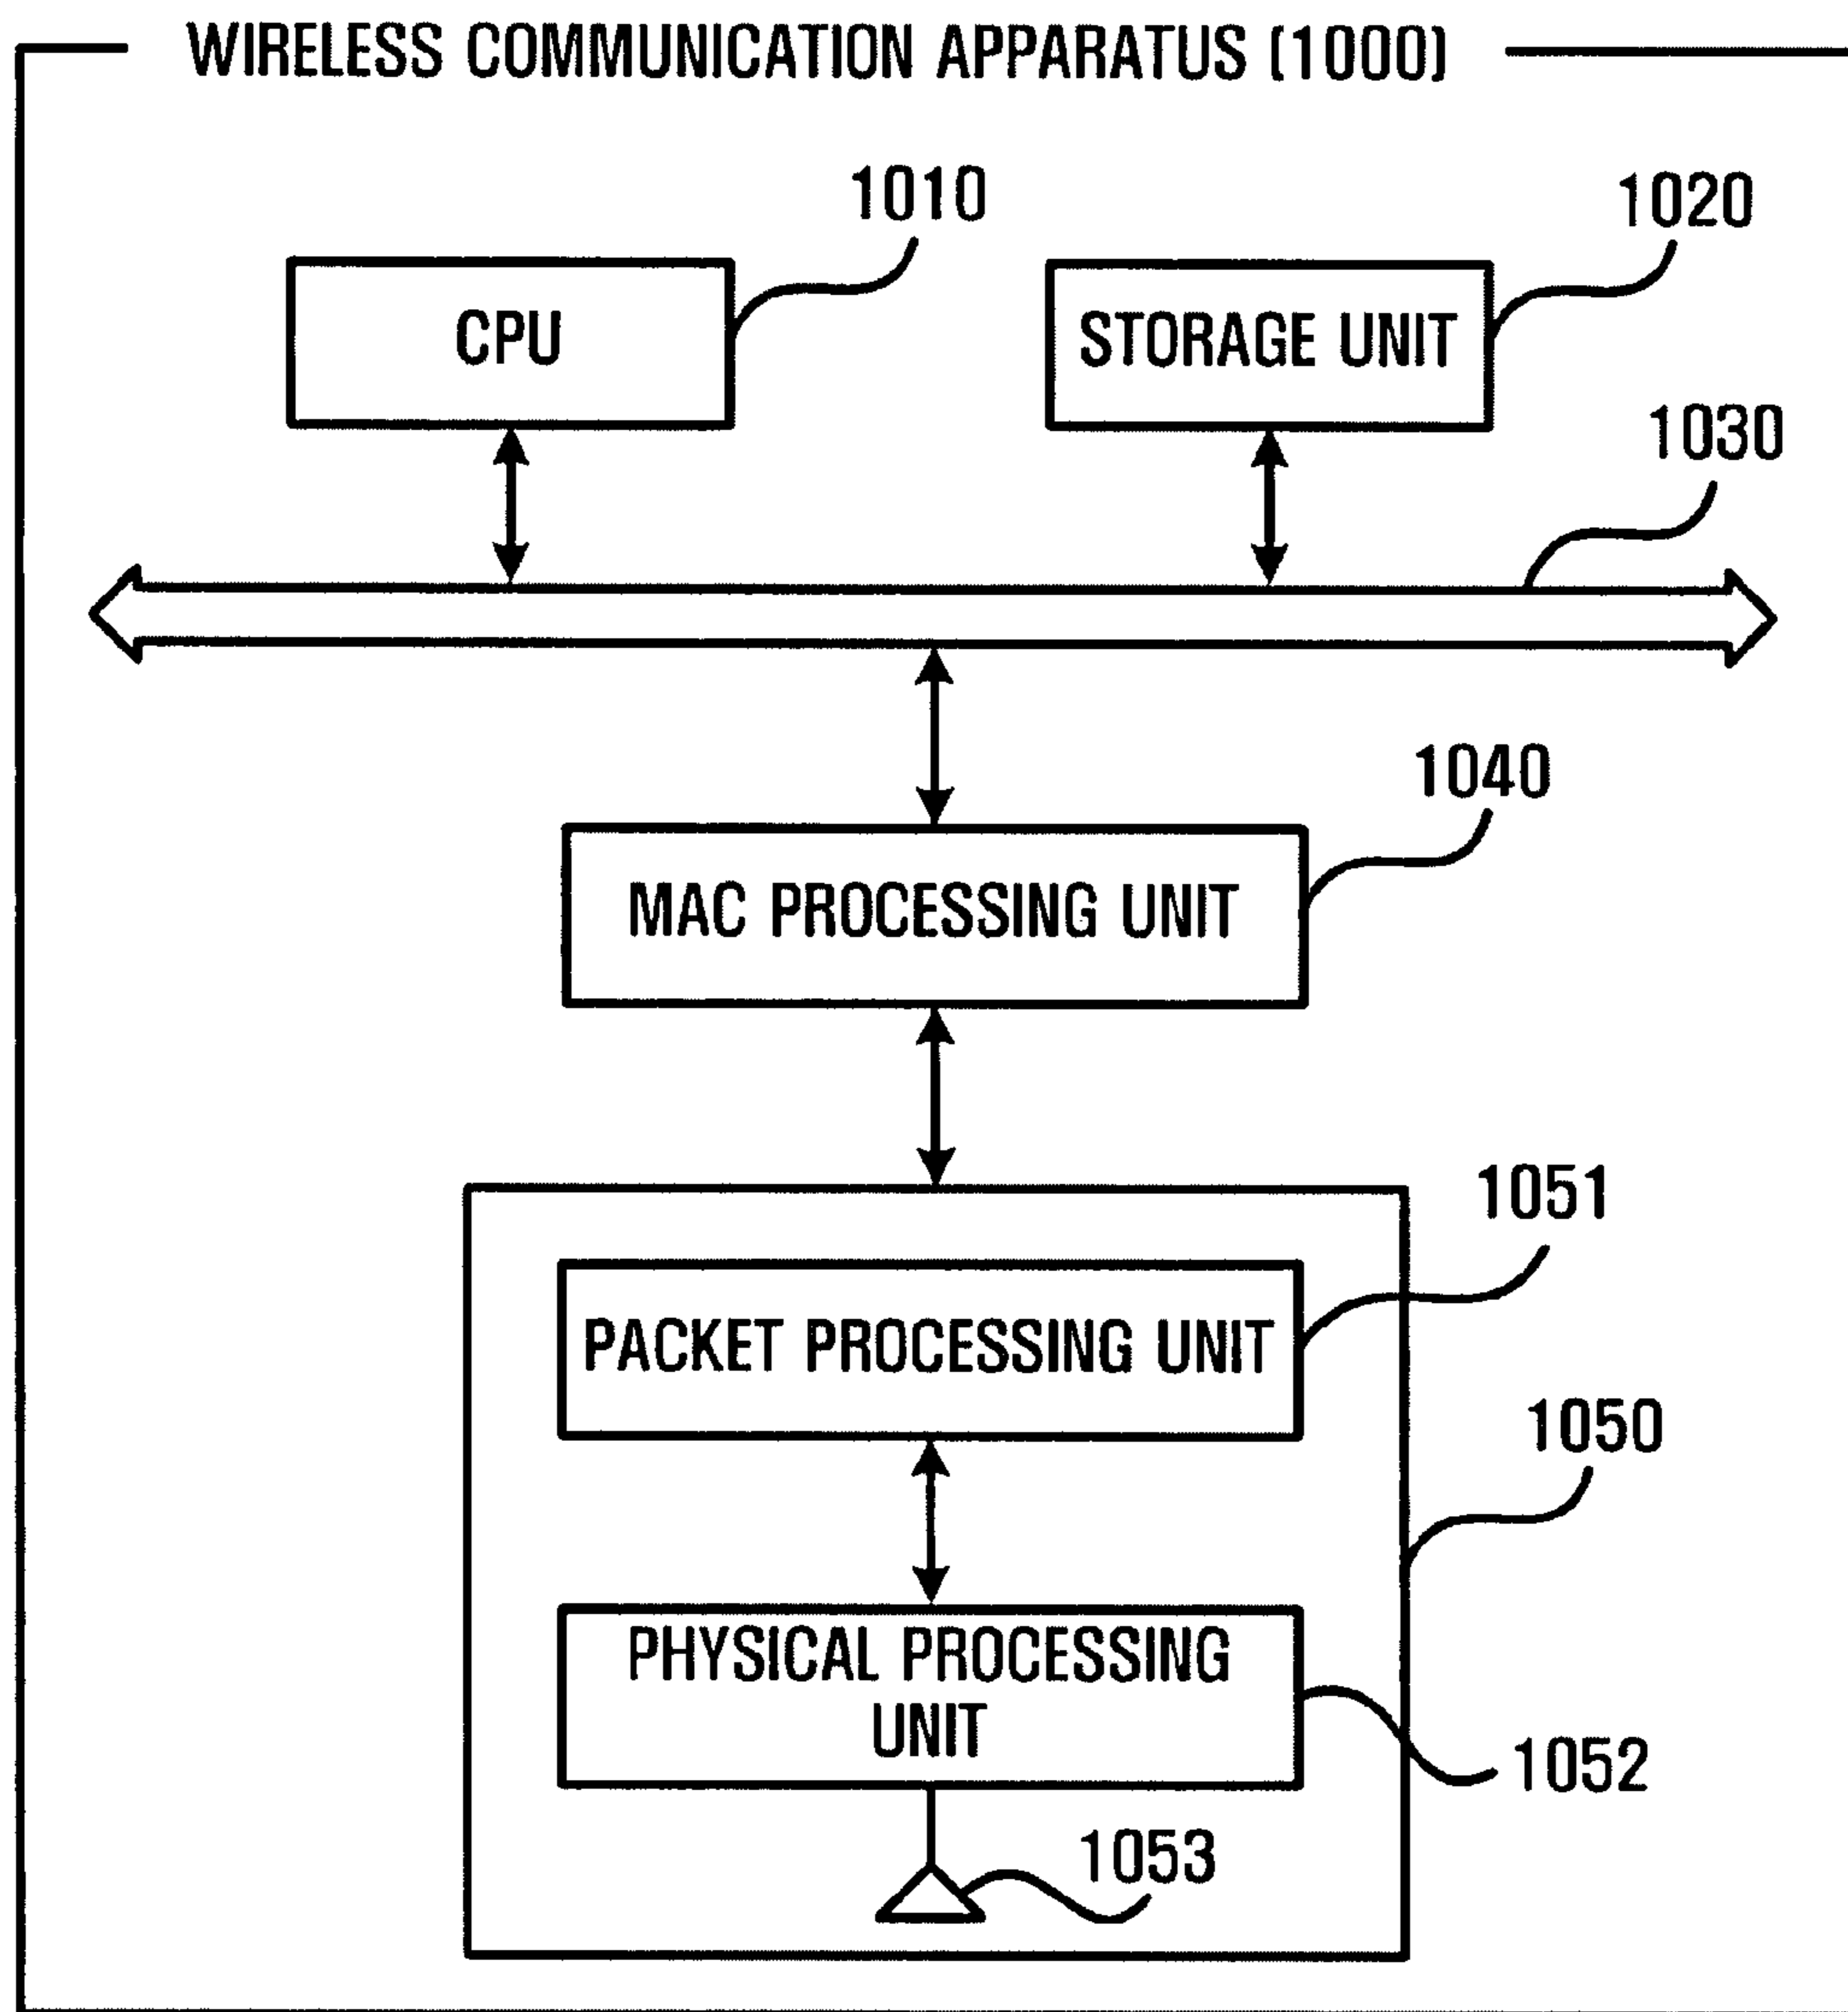 WIRELESS COMMUNICATION APPARATUS (1000)
1010
1020
CPU
STORAGE UNIT
1030
1040
MAC PROCESSING UNIT
1051
PACKET PROCESSING UNIT
1050
PHYSICAL PROCESSING
UNIT
1052
1053